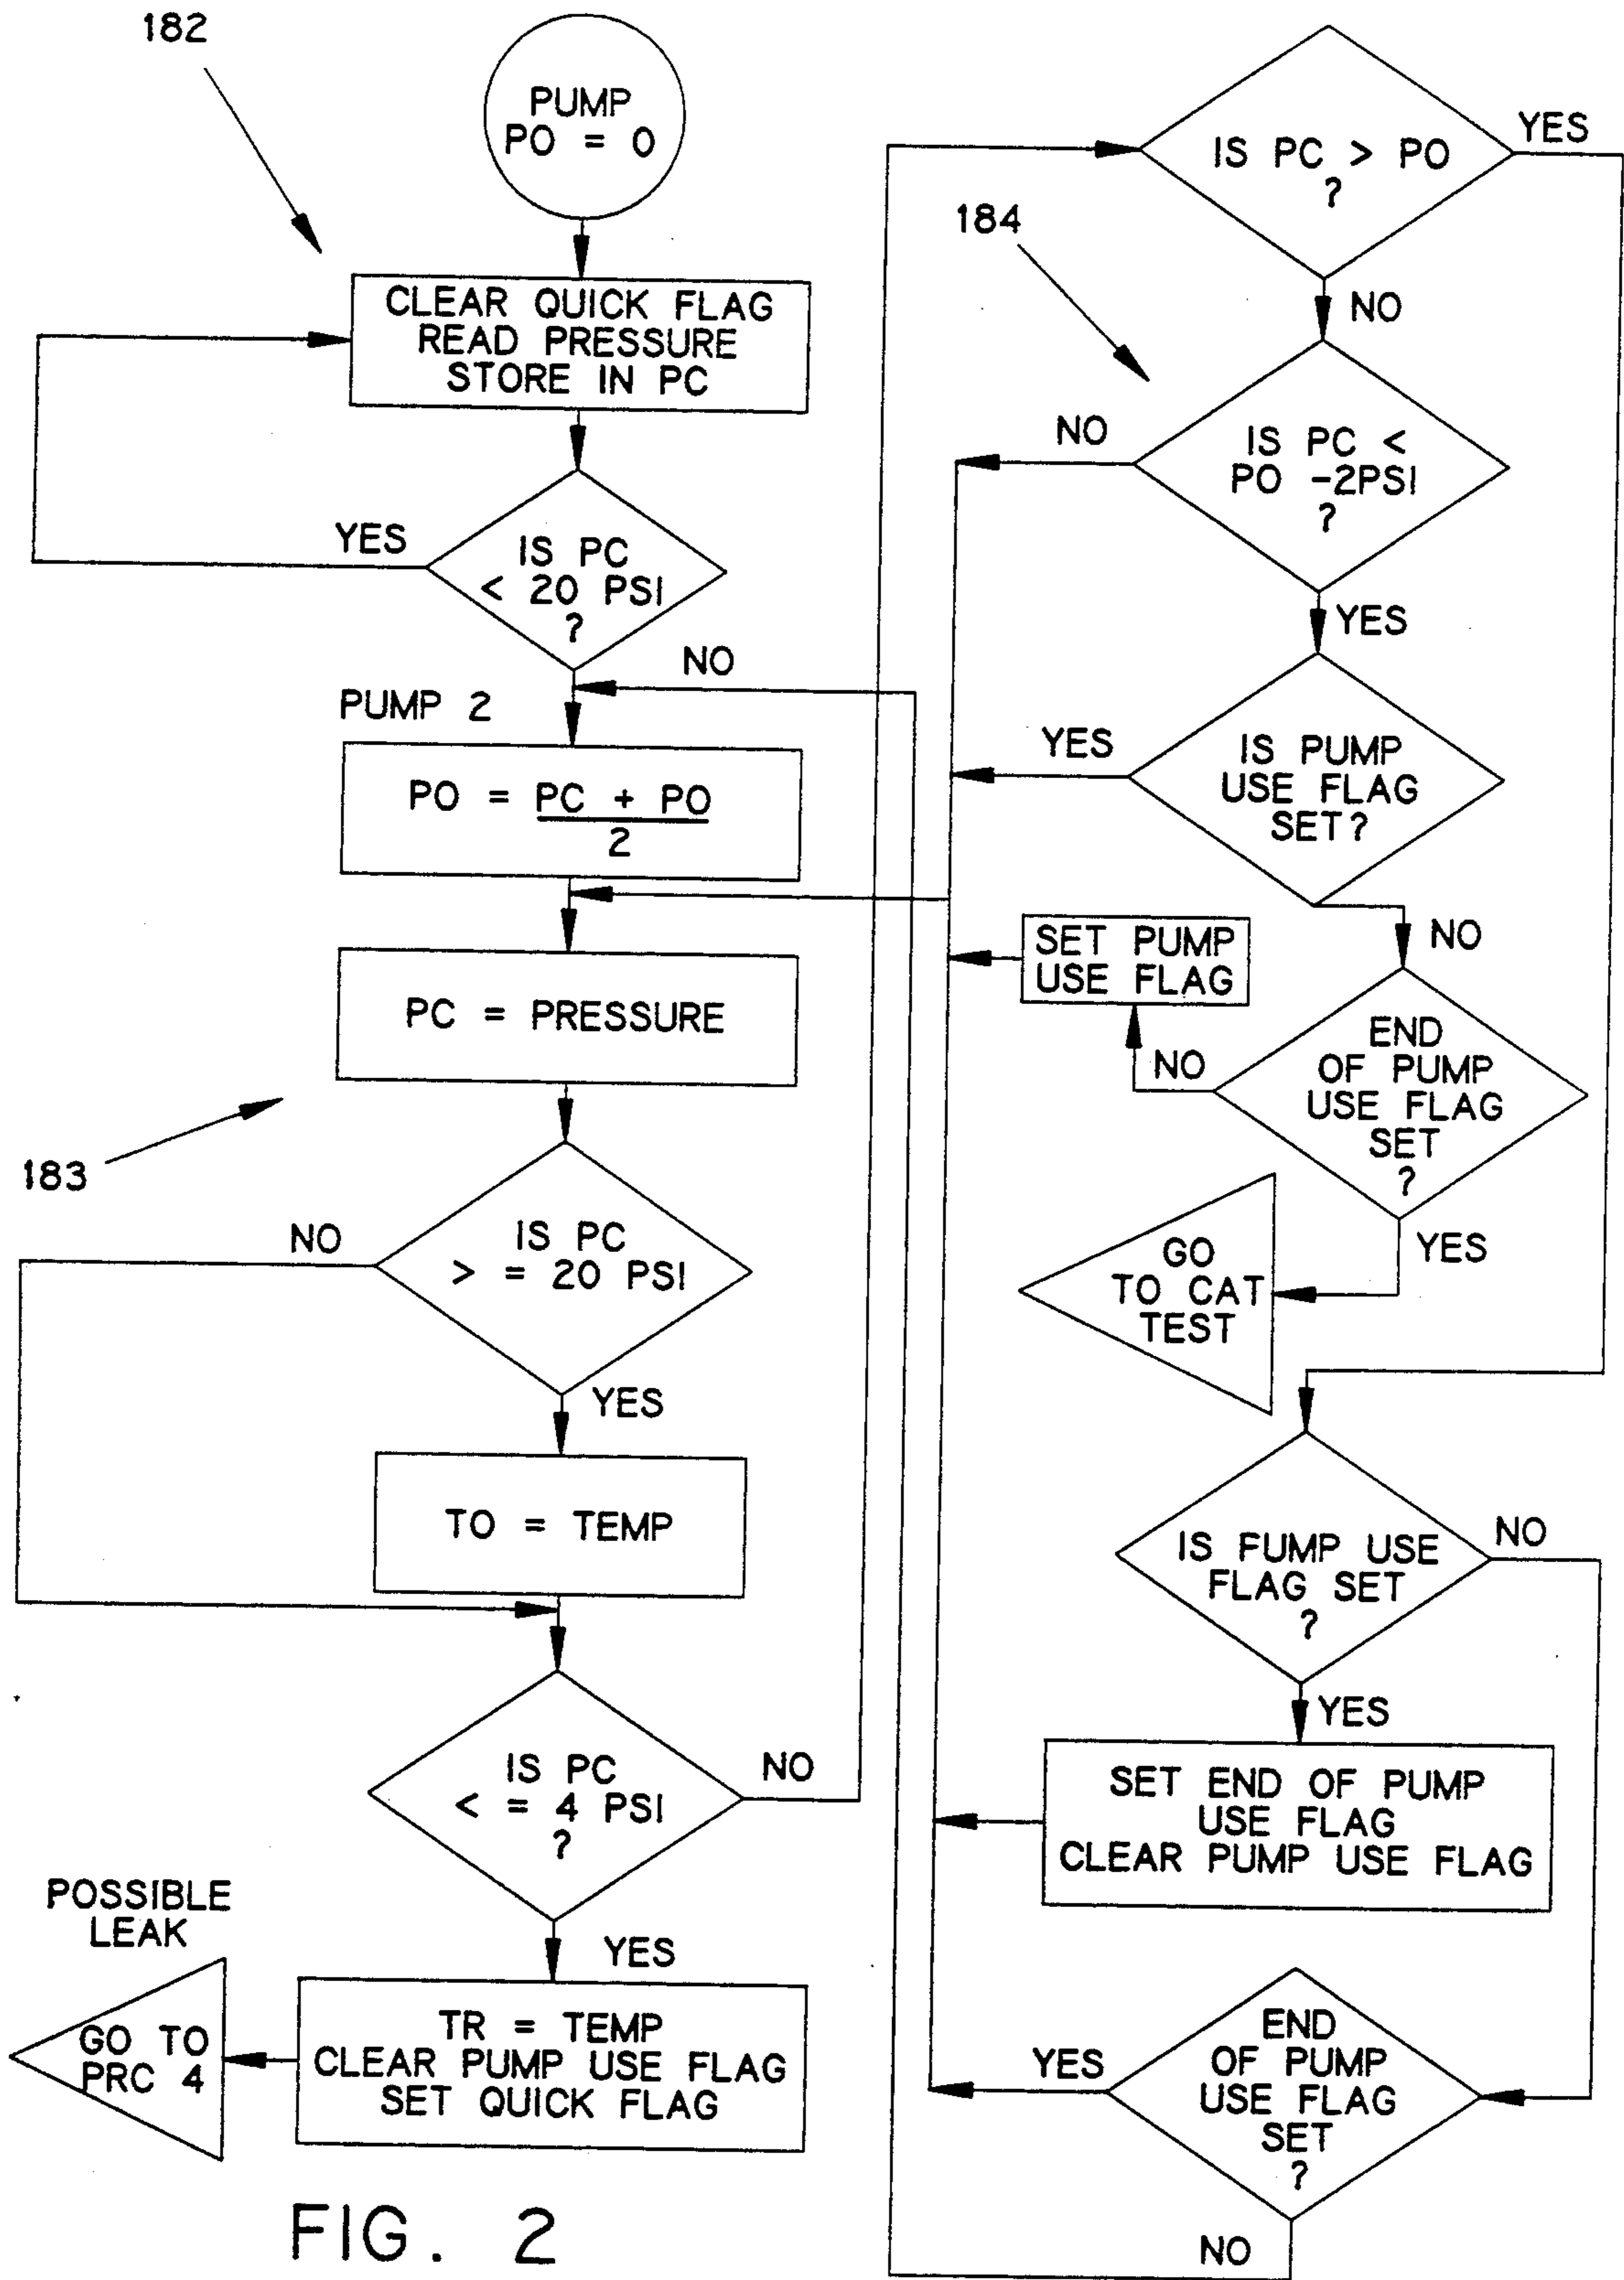 182
PUMP
PO = 0
CLEAR QUICK FLAG
READ PRESSURE
STORE IN PC
YES
IS PC
< 20 PSI
?
NO
PUMP 2
PO = PC + PO
2
PC = PRESSURE
183
NO
IS PC
> = 20 PSI
YES
TO = TEMP
IS PC
< = 4 PSI
?
NO
YES
POSSIBLE
LEAK
GO TO
PRC 4
TR = TEMP
CLEAR PUMP USE FLAG
SET QUICK FLAG
IS PC > PO
?
YES
184
NO
NO
IS PC <
PO -2PSI
?
YES
YES
IS PUMP
USE FLAG
SET?
NO
SET PUMP
USE FLAG
NO
END
OF PUMP
USE FLAG
SET
?
YES
GO
TO CAT
TEST
IS FUMP USE
FLAG SET
?
NO
YES
SET END OF PUMP
USE FLAG
CLEAR PUMP USE FLAG
YES
END
OF PUMP
USE FLAG
SET
?
NO
FIG. 2